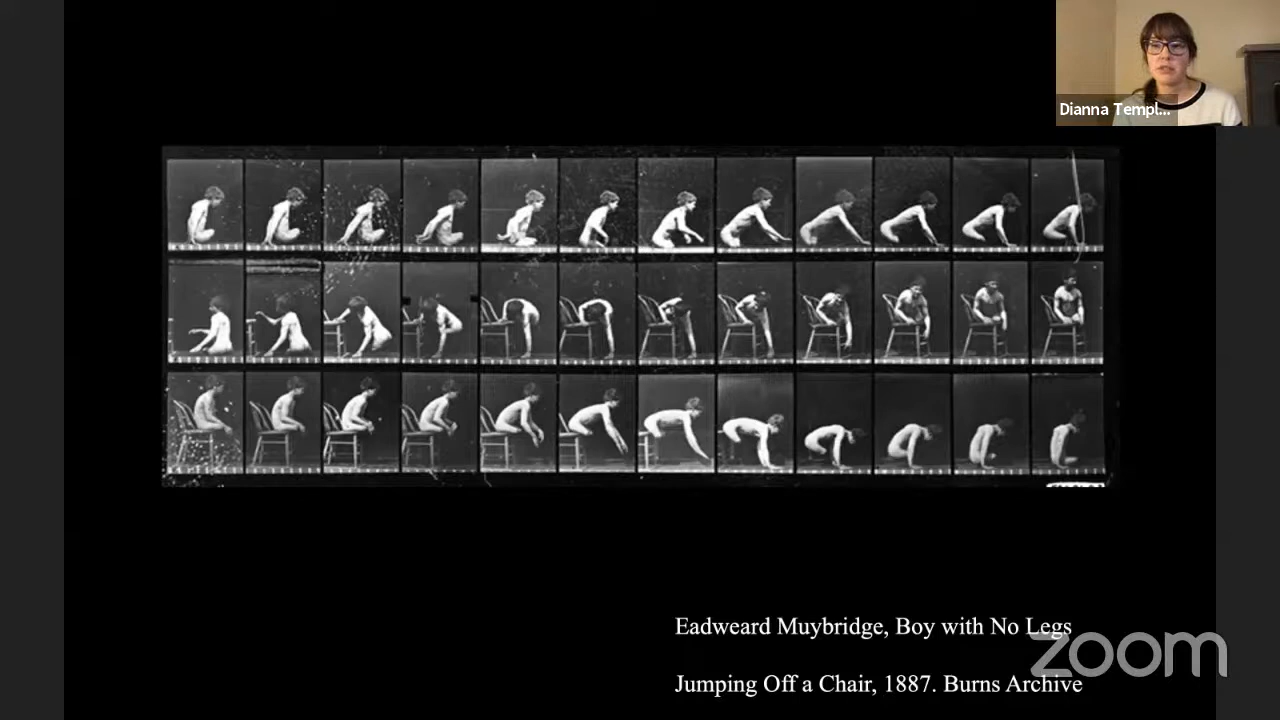 Dianna Templ...
Eadweard Muybridge, Boy with No Legs
Jumping Off a Chair, 1887. Burns Archive
zoom